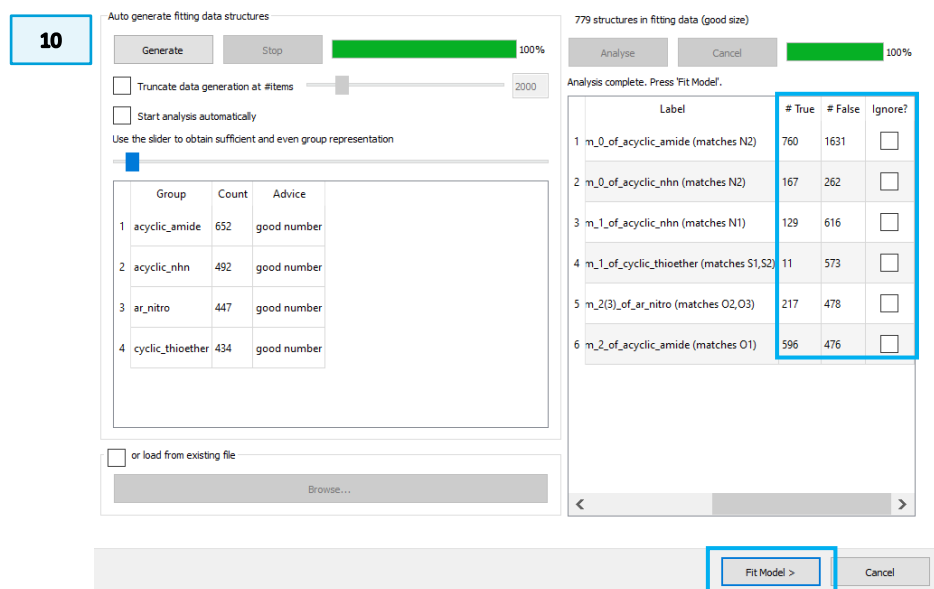 10
Auto generate fitting data structures
Generate
Stop
100%
Truncate data generation at #items
2000
Start analysis automatically
Use the slider to obtain sufficient and even group representation
Group Count Advice
1 acyclic_amide 652 good number
2 acyclic_nhn 492 good number
3 ar_nitro 447 good number
4 cyclic_thioether 434 good number
or load from existing file
Browse...
779 structures in fitting data (good size)
Analyse
Cancel
100%
Analysis complete. Press 'Fit Model'.
Label # True # False Ignore?
1 m_0_of_acyclic_amide (matches N2) 760 1631
2 m_0_of_acyclic_nhn (matches N2) 167 262
3 m_1_of_acyclic_nhn (matches N1) 129 616
4 m_1_of_cyclic_thioether (matches S1,S2) 11 573
5 m_2(3)_of_ar_nitro (matches O2,O3) 217 478
6 m_2_of_acyclic_amide (matches O1) 596 476
Fit Model >
Cancel